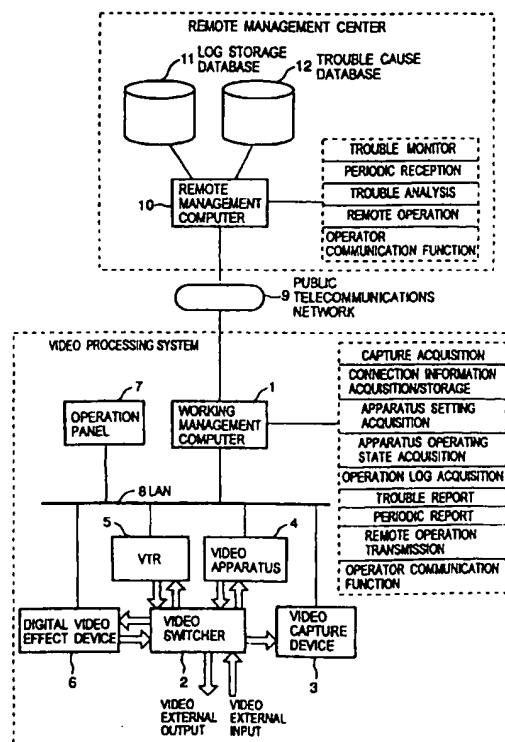 REMOTE MANAGEMENT CENTER
11
LOG STORAGE
DATABASE
12
TROUBLE CAUSE
DATABASE
TROUBLE MONITOR
PERIODIC RECEPTION
TROUBLE ANALYSIS
REMOTE OPERATION
OPERATOR
COMMUNICATION FUNCTION
REMOTE
MANAGEMENT
COMPUTER
10
9
PUBLIC
TELECOMMUNICATIONS
NETWORK
VIDEO PROCESSING SYSTEM
7
OPERATION
PANEL
1
WORKING
MANAGEMENT
COMPUTER
CAPTURE ACQUISITION
CONNECTION INFORMATION
ACQUISITION/STORAGE
APPARATUS SETTING
ACQUISITION
APPARATUS OPERATING
STATE ACQUISITION
OPERATION LOG ACQUISITION
TROUBLE REPORT
PERIODIC REPORT
REMOTE OPERATION
TRANSMISSION
OPERATOR COMMUNICATION
FUNCTION
8 LAN
5
VTR
4
VIDEO
APPARATUS
DIGITAL VIDEO
EFFECT DEVICE
6
VIDEO
SWITCHER
2
VIDEO
CAPTURE
DEVICE
3
VIDEO
EXTERNAL
OUTPUT
VIDEO
EXTERNAL
INPUT